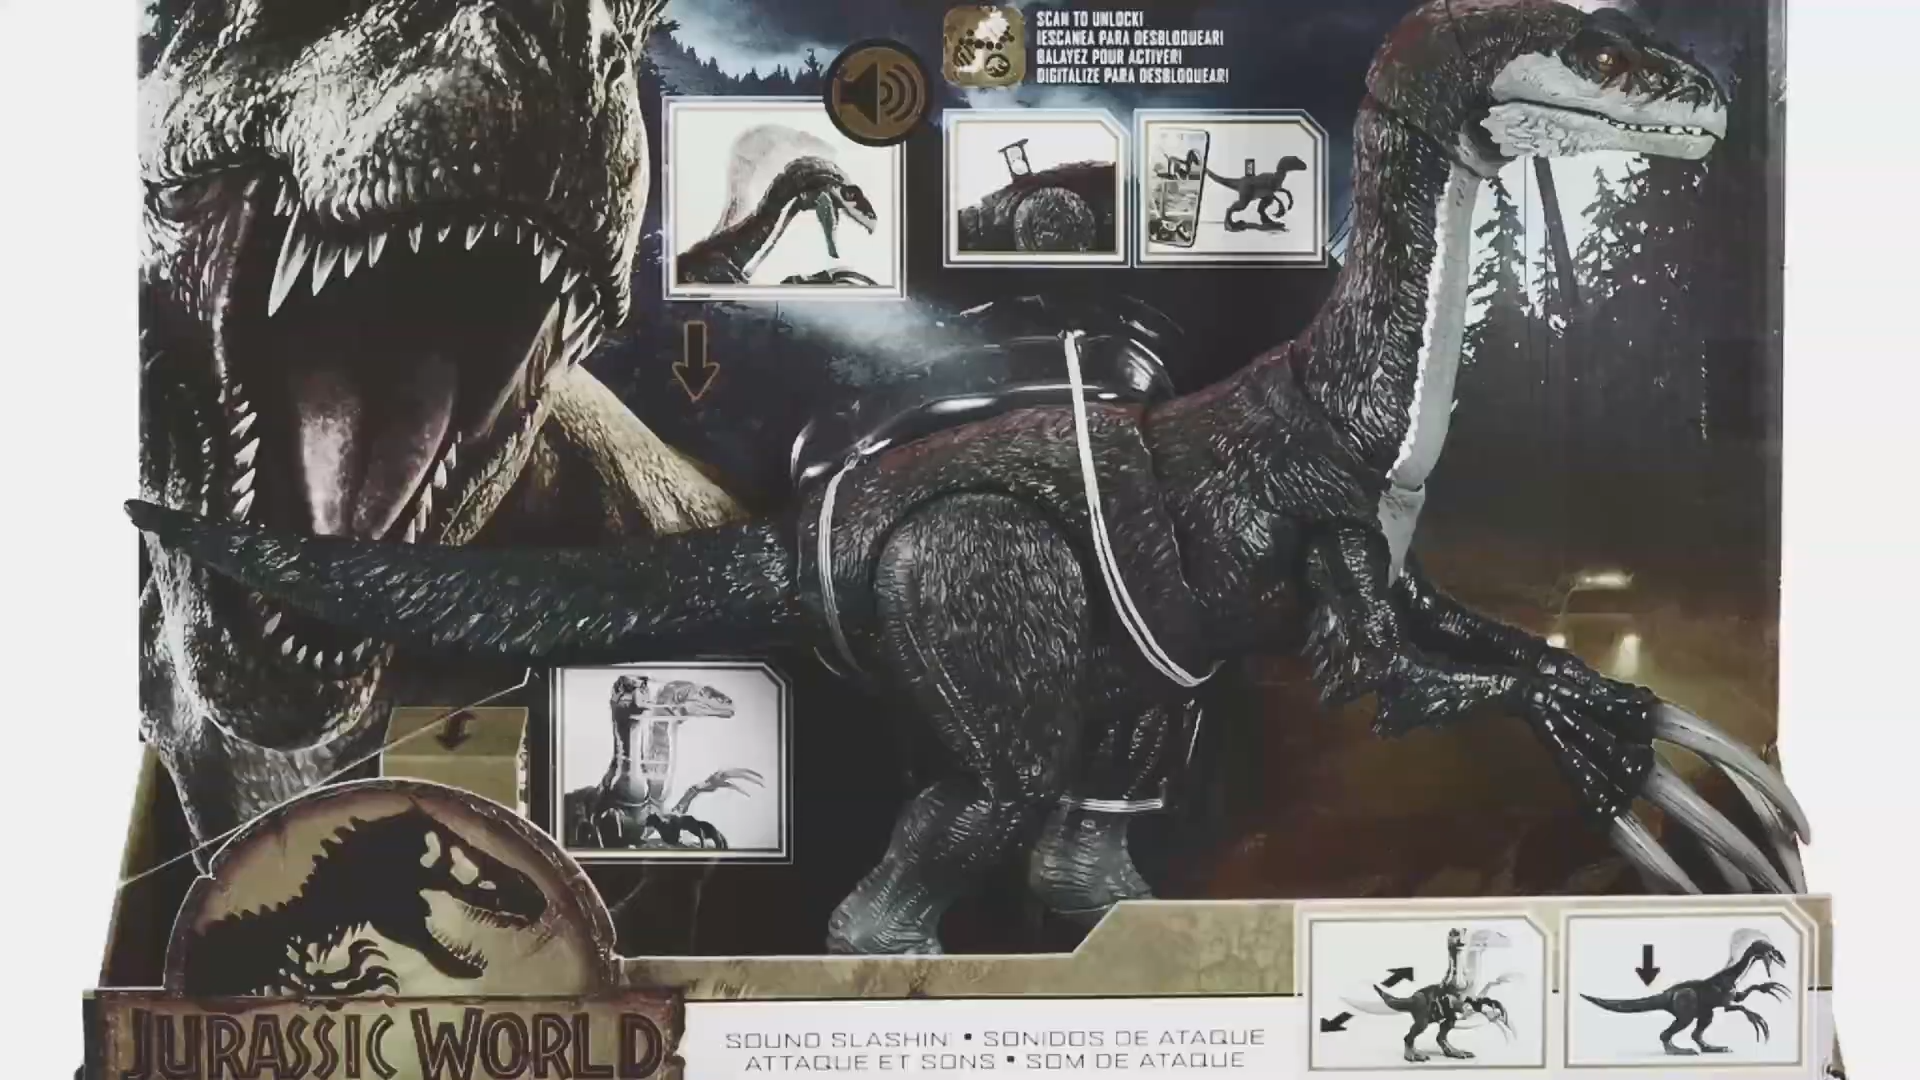 SCAN TO UNLOCK!
¡ESCANEA PARA DESBLOQUEAR!
BALAYEZ POUR ACTIVER!
DIGITALIZE PARA DESBLOQUEAR!
JURASSIC WORLD
SOUND SLASHIN' • SONIDOS DE ATAQUE
ATTAQUE ET SONS • SOM DE ATAQUE